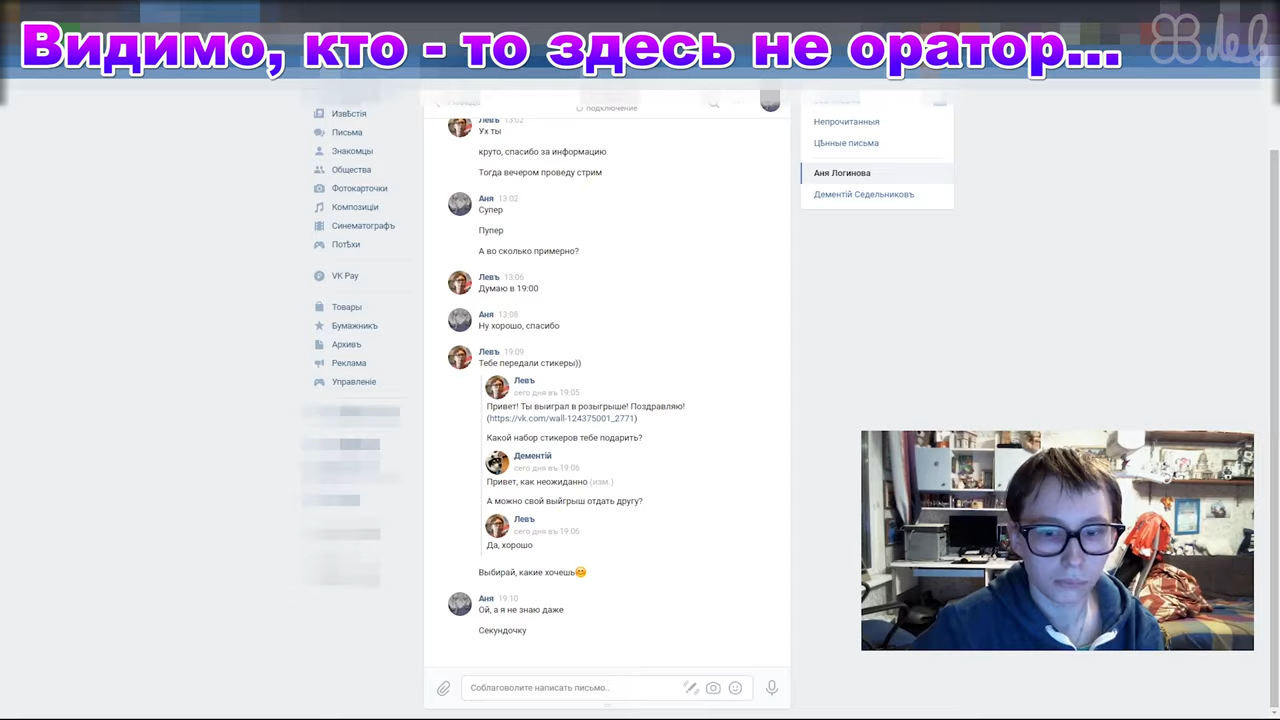 Видимо, кто - то здесь не оратор...
подключение
Извѣстія
Письма
Знакомцы
Общества
Фотокарточки
Композиціи
Синематографъ
Потѣхи
VK Pay
Товары
Бумажникъ
Архивъ
Реклама
Управленіе
Левъ 13:02
Ух ты
круто, спасибо за информацию
Тогда вечером проведу стрим
Аня 13:02
Супер
Пупер
А во сколько примерно?
Левъ 13:06
Думаю в 19:00
Аня 13:08
Ну хорошо, спасибо
Левъ 19:09
Тебе передали стикеры))
Левъ
сего дня въ 19:05
Привет! Ты выиграл в розыгрыше! Поздравляю!
(https://vk.com/wall-124375001_2771)
Какой набор стикеров тебе подарить?
Дементій
сего дня въ 19:06
Привет, как неожиданно (изм.)
А можно свой выйгрыш отдать другу?
Левъ
сего дня въ 19:06
Да, хорошо
Выбирай, какие хочешь😊
Аня 19:10
Ой, а я не знаю даже
Секундочку
Соблаговолите написать письмо..
Непрочитанныя
Цѣнные письма
Аня Логинова
Дементій Седельниковъ